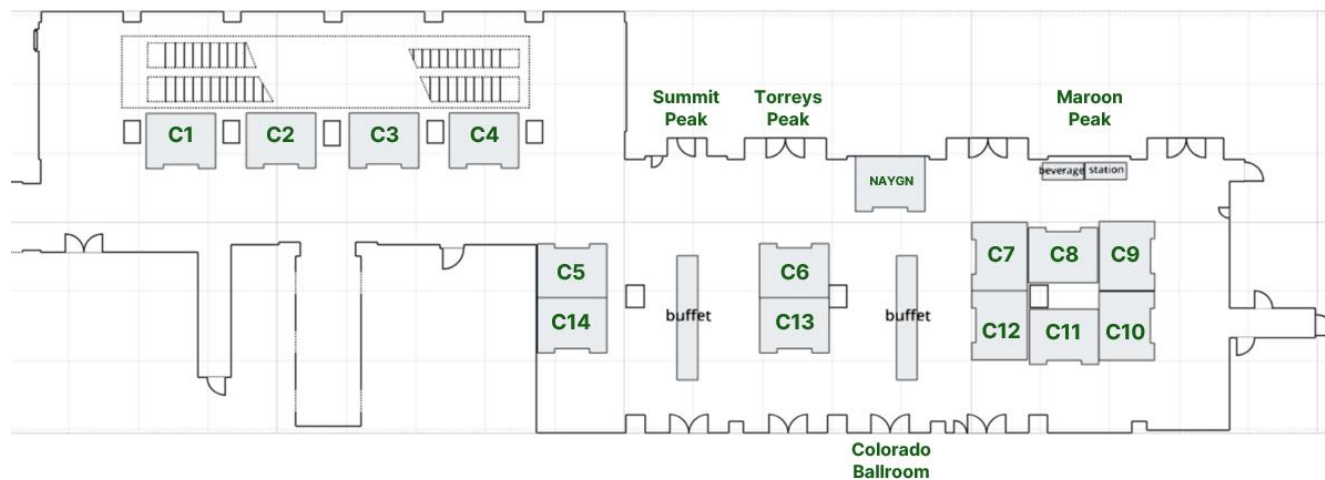 Summit
Peak
Torreys
Peak
Maroon
Peak
C1
C2
C3
C4
NAYGN
beverage station
C5
C6
C7
C8
C9
C14
buffet
C13
buffet
C12
C11
C10
Colorado
Ballroom